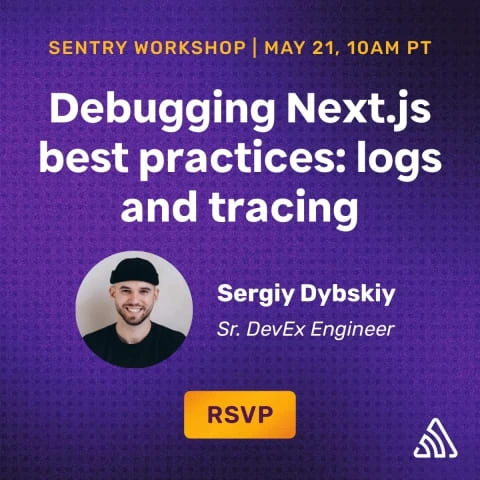 SENTRY WORKSHOP | MAY 21, 10AM PT
Debugging Next.js
best practices: logs
and tracing
Sergiy Dybskiy
Sr. DevEx Engineer
RSVP